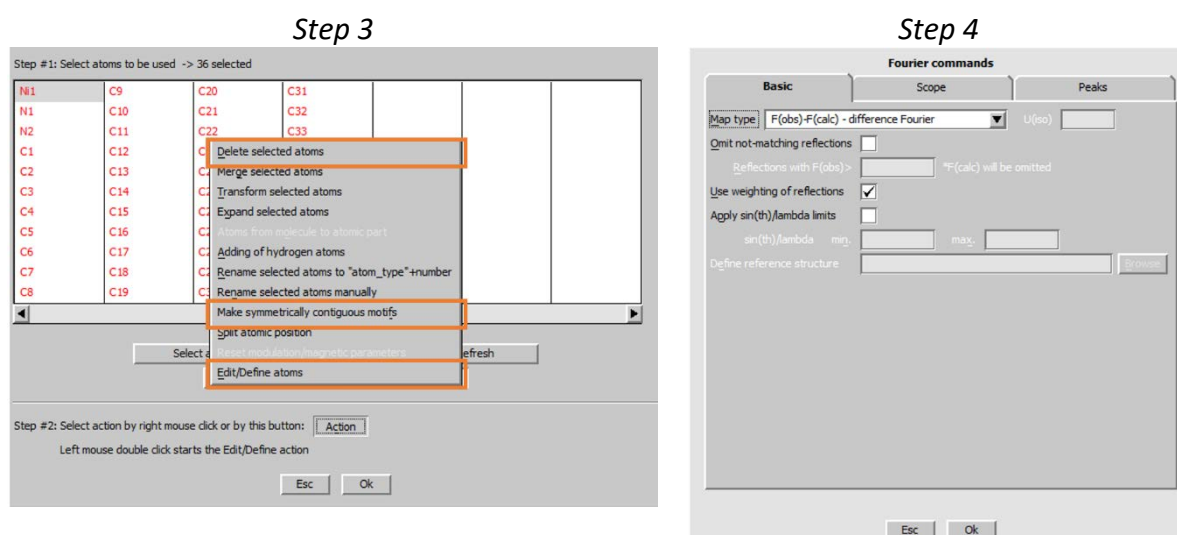 Step 3
Step #1: Select atoms to be used -> 36 selected
Ni1 C9 C20 C31
N1 C10 C21 C32
N2 C11 C22 C33
C1 C12
C2 C13
C3 C14
C4 C15
C5 C16
C6 C17
C7 C18
C8 C19
Delete selected atoms
Merge selected atoms
Transform selected atoms
Expand selected atoms
Atoms from molecule to atomic part
Adding of hydrogen atoms
Rename selected atoms to "atom_type"+number
Rename selected atoms manually
Make symmetrically contiguous motifs
Split atomic position
Reset modulation/magnetic parameters
Edit/Define atoms
Step #2: Select action by right mouse click or by this button: Action
Left mouse double click starts the Edit/Define action
Esc Ok
Step 4
Fourier commands
Basic Scope Peaks
Map type F(obs)-F(calc) - difference Fourier U(iso)
Omit not-matching reflections
Reflections with F(obs)> *F(calc) will be omitted
Use weighting of reflections
Apply sin(th)/lambda limits
sin(th)/lambda min. max.
Define reference structure Browse
Esc Ok